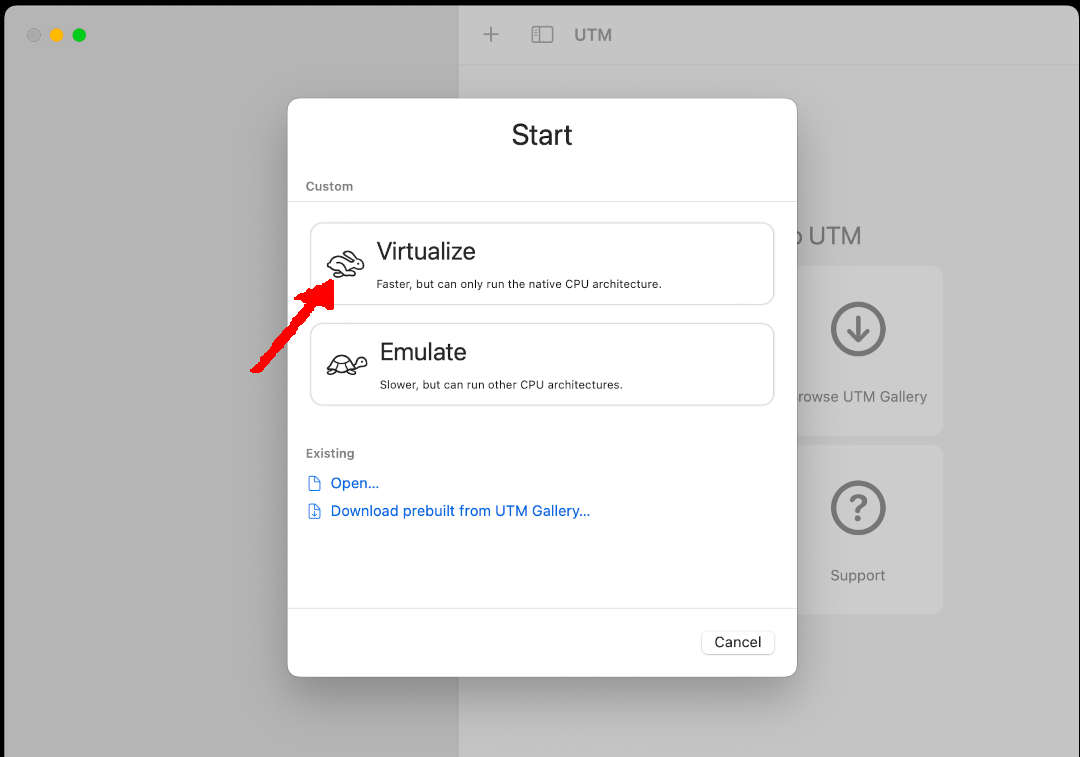 UTM
Start
Custom
Virtualize
Faster, but can only run the native CPU architecture.
Emulate
Slower, but can run other CPU architectures.
Existing
Open...
Download prebuilt from UTM Gallery...
Cancel
UTM
UTM Gallery
?
Support